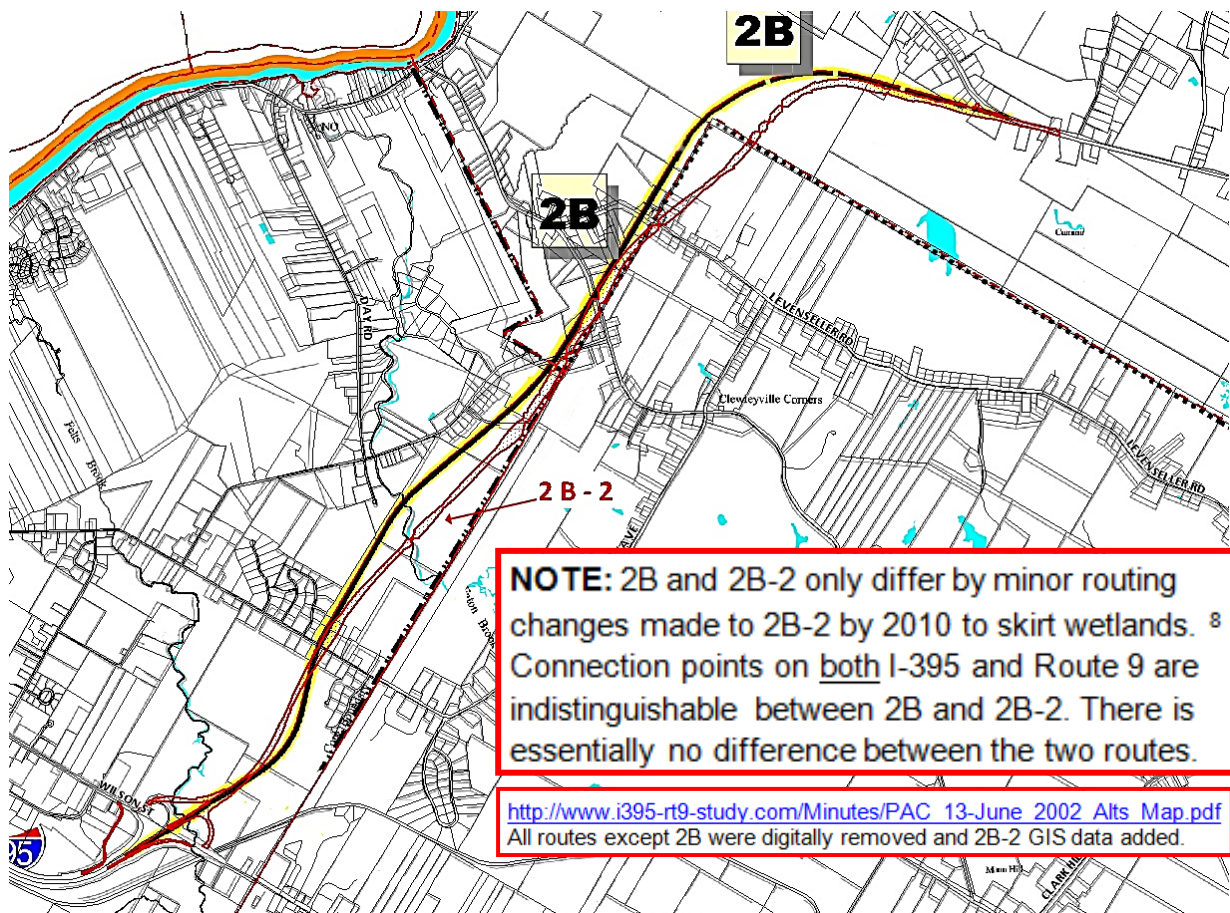 2B
2B
DAY RD
LEVENSELLER RD
Clewleyville Corners
LEVENSELLER RD
Felts
Brook
2 B - 2
NOTE: 2B and 2B-2 only differ by minor routing
changes made to 2B-2 by 2010 to skirt wetlands. 8
Connection points on both I-395 and Route 9 are
indistinguishable between 2B and 2B-2. There is
essentially no difference between the two routes.
WILSON ST
95
http://www.i395-rt9-study.com/Minutes/PAC_13-June_2002_Alts_Map.pdf
All routes except 2B were digitally removed and 2B-2 GIS data added.
CLARK HIL